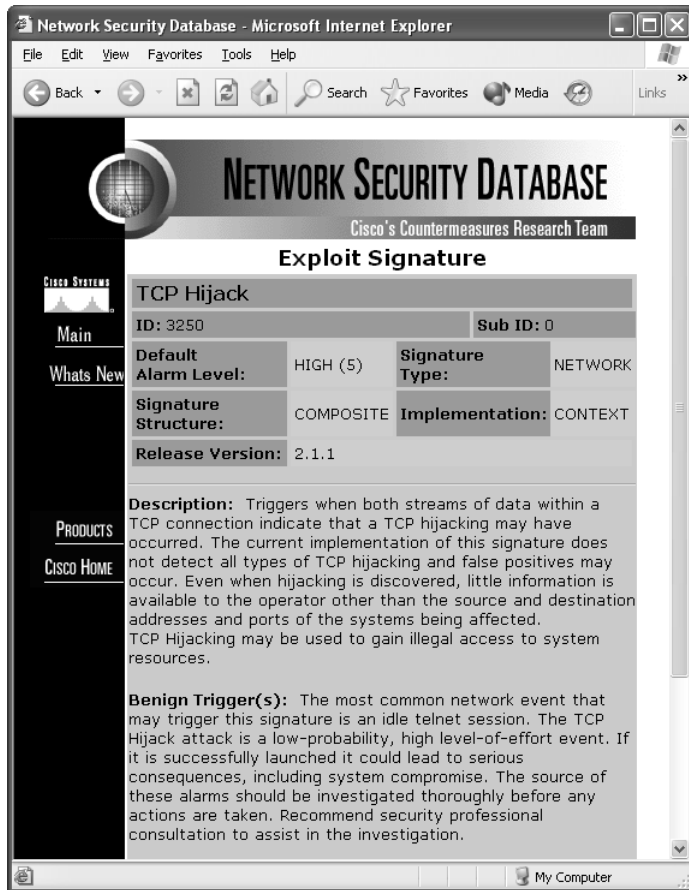 Network Security Database - Microsoft Internet Explorer
File Edit View Favorites Tools Help
Back Search Favorites Media Links »
NETWORK SECURITY DATABASE
Cisco's Countermeasures Research Team
Exploit Signature
CISCO SYSTEMS
Main
Whats New
PRODUCTS
CISCO HOME
TCP Hijack
ID: 3250 Sub ID: 0
Default Alarm Level: HIGH (5) Signature Type: NETWORK
Signature Structure: COMPOSITE Implementation: CONTEXT
Release Version: 2.1.1
Description: Triggers when both streams of data within a
TCP connection indicate that a TCP hijacking may have
occurred. The current implementation of this signature does
not detect all types of TCP hijacking and false positives may
occur. Even when hijacking is discovered, little information is
available to the operator other than the source and destination
addresses and ports of the systems being affected.
TCP Hijacking may be used to gain illegal access to system
resources.
Benign Trigger(s): The most common network event that
may trigger this signature is an idle telnet session. The TCP
Hijack attack is a low-probability, high level-of-effort event. If
it is successfully launched it could lead to serious
consequences, including system compromise. The source of
these alarms should be investigated thoroughly before any
actions are taken. Recommend security professional
consultation to assist in the investigation.
My Computer